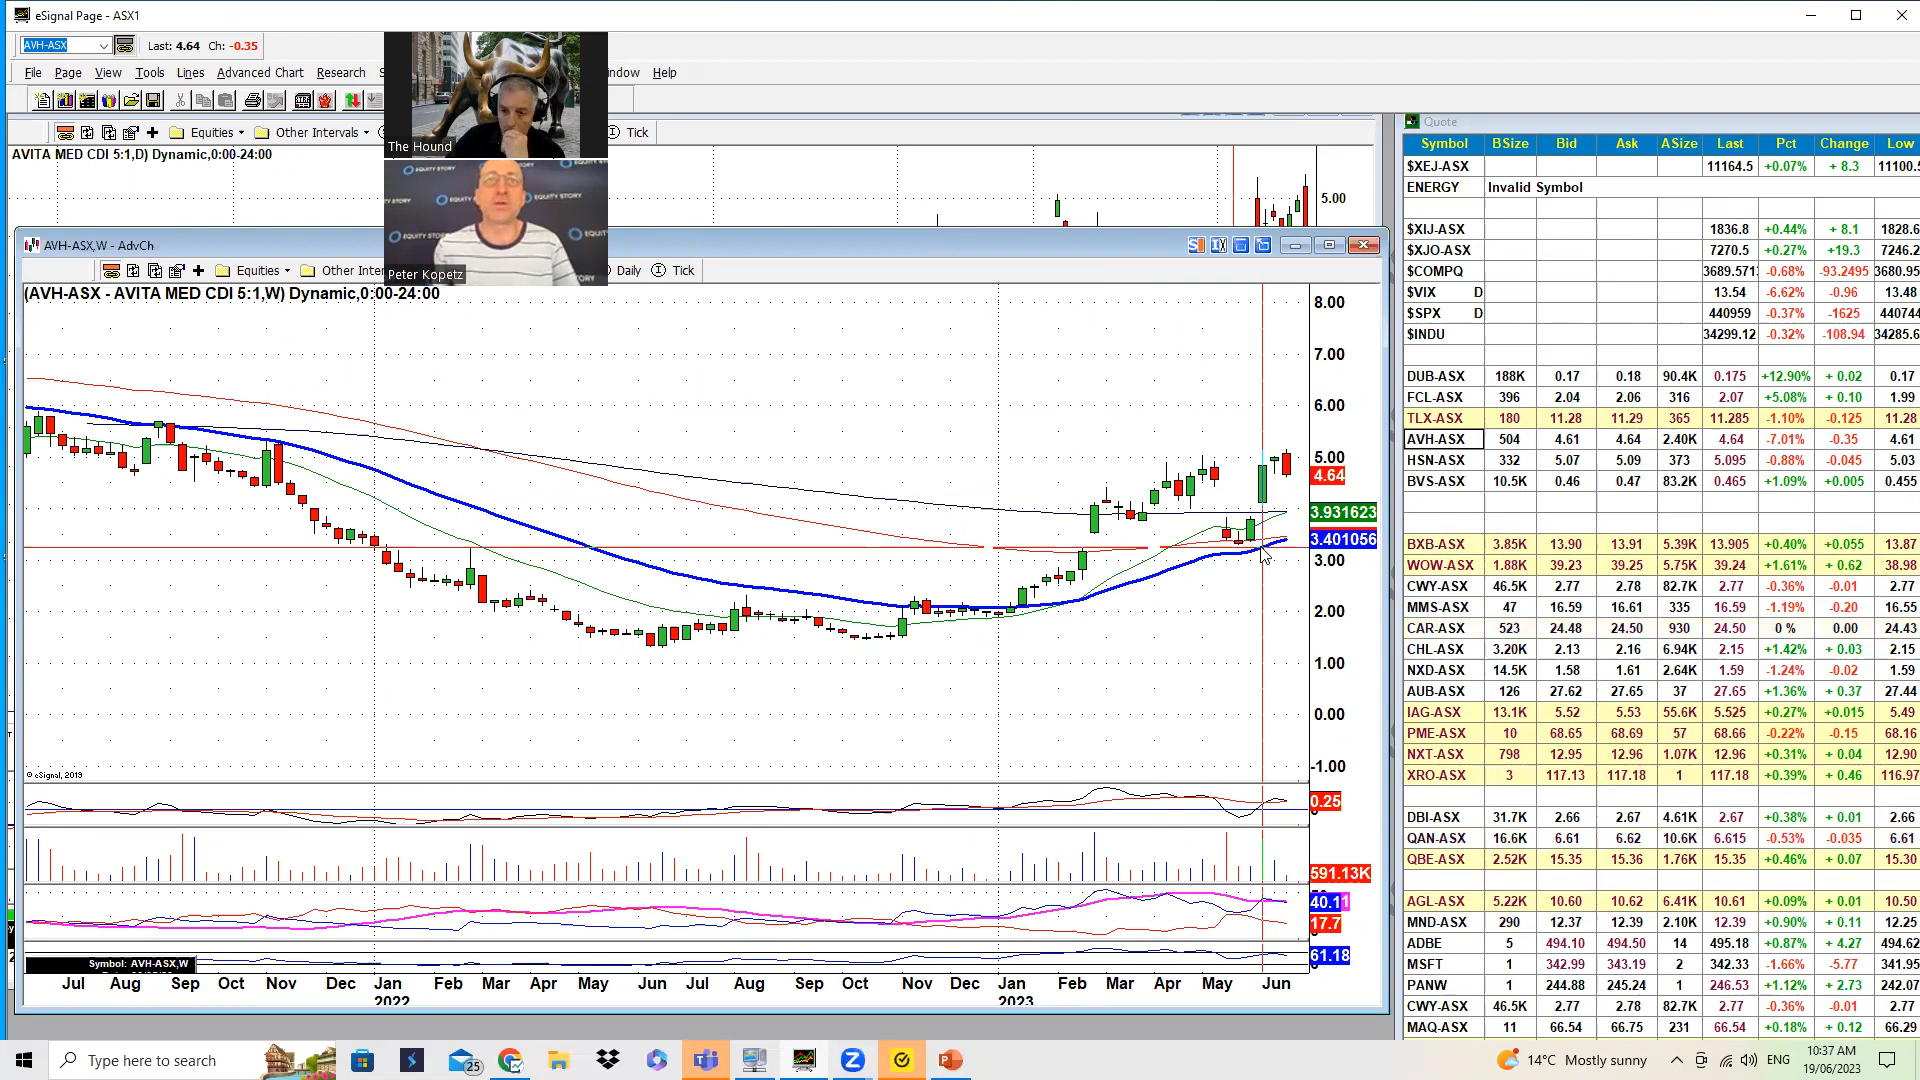 eSignal Page - ASX1
AVH-ASX Last: 4.64 Ch: -0.35
File Page View Tools Lines Advanced Chart Research Help
Equities Other Intervals Tick
AVITA MED CDI 5:1,D) Dynamic,0:00-24:00
The Hound
EQUITY STORY
Peter Kopetz
5.00
AVH-ASX,W - AdvCh
Equities Daily Tick
(AVH-ASX - AVITA MED CDI 5:1,W) Dynamic,0:00-24:00
8.00
7.00
6.00
5.00
4.64
3.931623
3.401056
3.00
2.00
1.00
0.00
-1.00
© eSignal, 2019
0.25
591.13K
40.11
17.7
61.18
Symbol: AVH-ASX,W
Jul Aug Sep Oct Nov Dec Jan Feb Mar Apr May Jun Jul Aug Sep Oct Nov Dec Jan Feb Mar Apr May Jun
2022 2023
Quote
Symbol BSize Bid Ask ASize Last Pct Change Low
$XEJ-ASX 11164.5 +0.07% + 8.3 11100.5
ENERGY Invalid Symbol
$XIJ-ASX 1836.8 +0.44% + 8.1 1828.6
$XJO-ASX 7270.5 +0.27% +19.3 7246.2
$COMPQ 3689.571 -0.68% -93.2495 3680.95
$VIX D 13.54 -6.62% -0.96 13.48
$SPX D 440959 -0.37% -1625 440744
$INDU 34299.12 -0.32% -108.94 34285.6
DUB-ASX 188K 0.17 0.18 90.4K 0.175 +12.90% + 0.02 0.17
FCL-ASX 396 2.04 2.06 316 2.07 +5.08% + 0.10 1.99
TLX-ASX 180 11.28 11.29 365 11.285 -1.10% -0.125 11.28
AVH-ASX 504 4.61 4.64 2.40K 4.64 -7.01% -0.35 4.61
HSN-ASX 332 5.07 5.09 373 5.095 -0.88% -0.045 5.03
BVS-ASX 10.5K 0.46 0.47 83.2K 0.465 +1.09% +0.005 0.455
BXB-ASX 3.85K 13.90 13.91 5.39K 13.905 +0.40% +0.055 13.87
WOW-ASX 1.88K 39.23 39.25 5.75K 39.24 +1.61% + 0.62 38.98
CWY-ASX 46.5K 2.77 2.78 82.7K 2.77 -0.36% -0.01 2.77
MMS-ASX 47 16.59 16.61 335 16.59 -1.19% -0.20 16.55
CAR-ASX 523 24.48 24.50 930 24.50 0 % 0.00 24.43
CHL-ASX 3.20K 2.13 2.16 6.94K 2.15 +1.42% + 0.03 2.15
NXD-ASX 14.5K 1.58 1.61 2.64K 1.59 -1.24% -0.02 1.59
AUB-ASX 126 27.62 27.65 37 27.65 +1.36% + 0.37 27.44
IAG-ASX 13.1K 5.52 5.53 55.6K 5.525 +0.27% +0.015 5.49
PME-ASX 10 68.65 68.69 57 68.66 -0.22% -0.15 68.16
NXT-ASX 798 12.95 12.96 1.07K 12.96 +0.31% + 0.04 12.90
XRO-ASX 3 117.13 117.18 1 117.18 +0.39% + 0.46 116.97
DBI-ASX 31.7K 2.66 2.67 4.61K 2.67 +0.38% + 0.01 2.66
QAN-ASX 16.6K 6.61 6.62 10.6K 6.615 -0.53% -0.035 6.61
QBE-ASX 2.52K 15.35 15.36 1.76K 15.35 +0.46% + 0.07 15.30
AGL-ASX 5.22K 10.60 10.62 6.41K 10.61 +0.09% + 0.01 10.50
MND-ASX 290 12.37 12.39 2.10K 12.39 +0.90% + 0.11 12.25
ADBE 5 494.10 494.50 14 495.18 +0.87% + 4.27 494.62
MSFT 1 342.99 343.19 2 342.33 -1.66% -5.77 341.95
PANW 1 244.88 245.24 1 246.53 +1.12% + 2.73 242.07
CWY-ASX 46.5K 2.77 2.78 82.7K 2.77 -0.36% -0.01 2.77
MAQ-ASX 11 66.54 66.75 231 66.54 +0.18% + 0.12 66.29
Type here to search 25 14°C Mostly sunny ENG 10:37 AM
19/06/2023